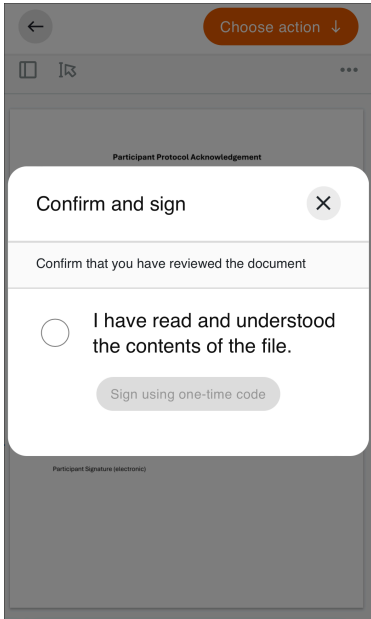 Choose action ↓
Participant Protocol Acknowledgement
Confirm and sign
Confirm that you have reviewed the document
I have read and understood
the contents of the file.
Sign using one-time code
Participant Signature (electronic)